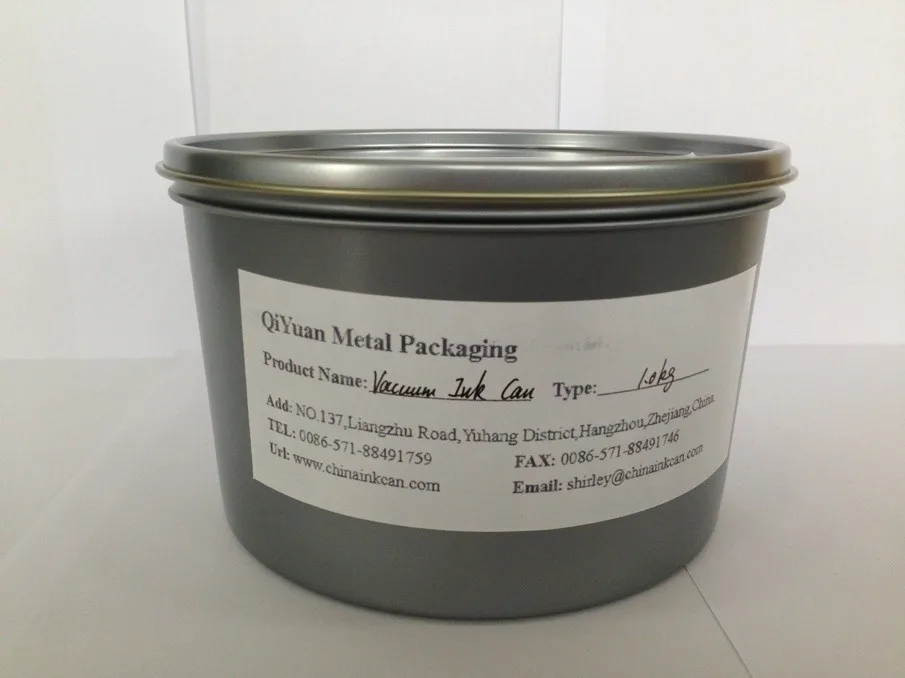 QiYuan Metal Packaging
Product Name: Vacuum Ink Can Type: 1.0kg
Add: NO.137,Liangzhu Road,Yuhang District,Hangzhou,Zhejiang,China
TEL: 0086-571-88491759 FAX: 0086-571-88491746
Url: www.chinainkcan.com Email: shirley@chinainkcan.com